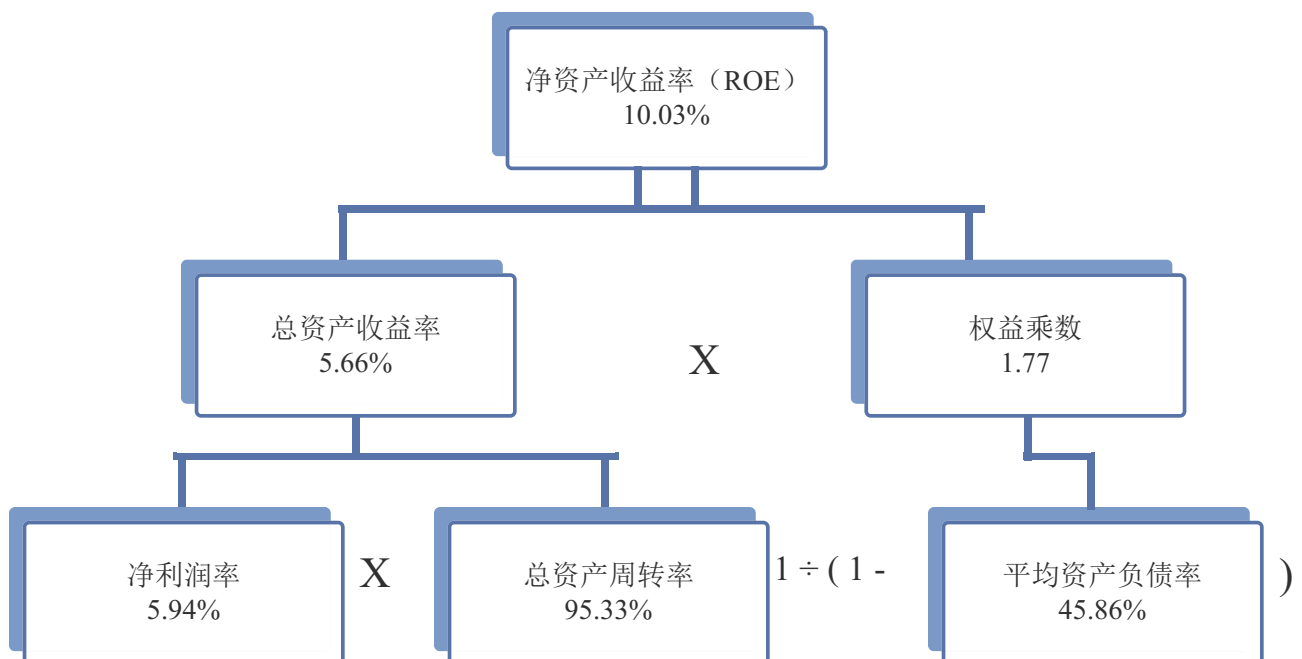 净资产收益率（ROE）
10.03%
总资产收益率
5.66%
X
权益乘数
1.77
净利润率
5.94%
X
总资产周转率
95.33%
1 ÷ ( 1 -
平均资产负债率
45.86%
)